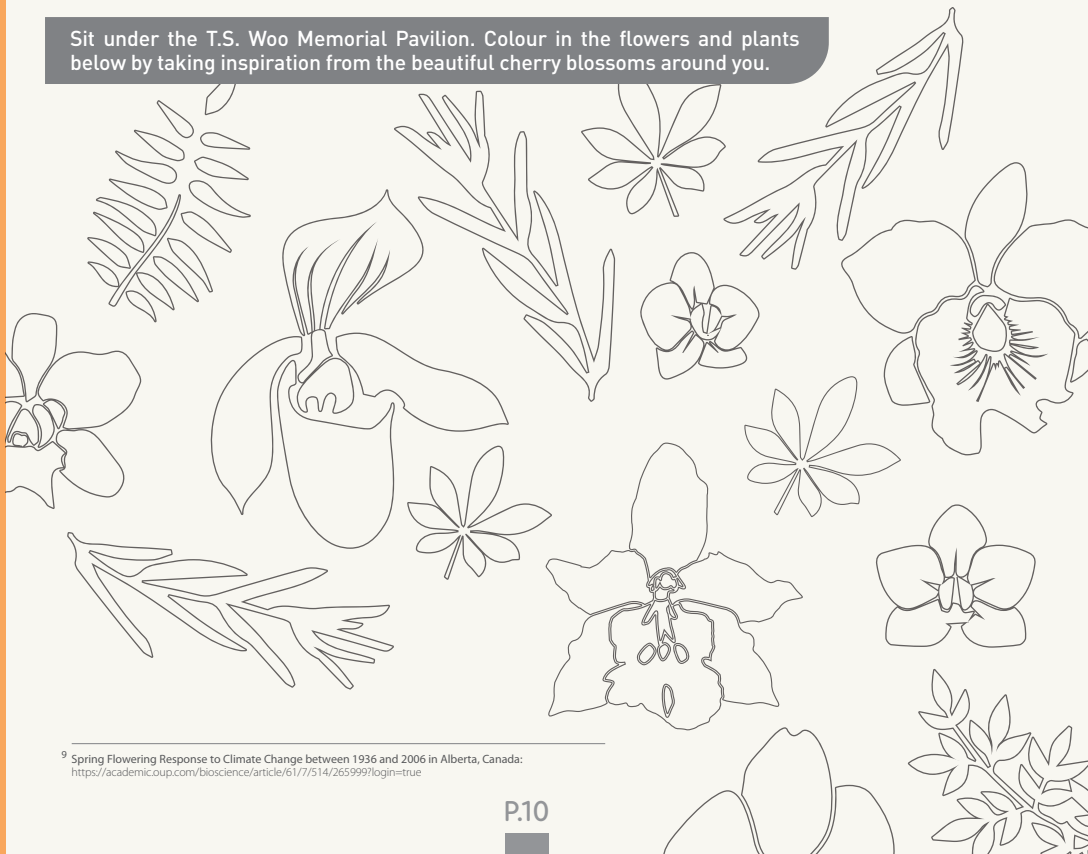 Sit under the T.S. Woo Memorial Pavilion. Colour in the flowers and plants
below by taking inspiration from the beautiful cherry blossoms around you.
9 Spring Flowering Response to Climate Change between 1936 and 2006 in Alberta, Canada:
https://academic.oup.com/bioscience/article/61/7/514/265999?login=true
P.10